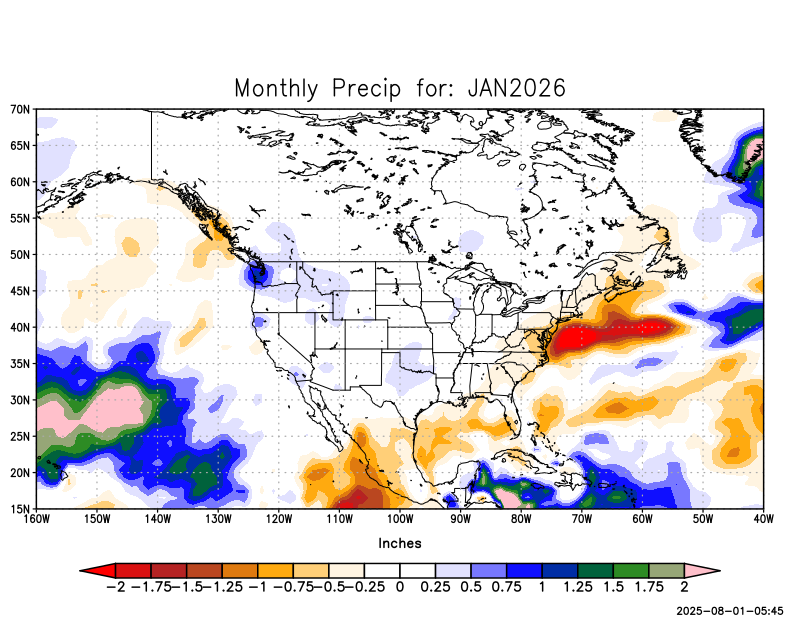 Monthly Precip for: JAN2026
70N
65N
60N
55N
50N
45N
40N
35N
30N
25N
20N
15N
160W 150W 140W 130W 120W 110W 100W 90W 80W 70W 60W 50W 40W
Inches
-2 -1.75 -1.5 -1.25 -1 -0.75 -0.5 -0.25 0 0.25 0.5 0.75 1 1.25 1.5 1.75 2
2025-08-01-05:45